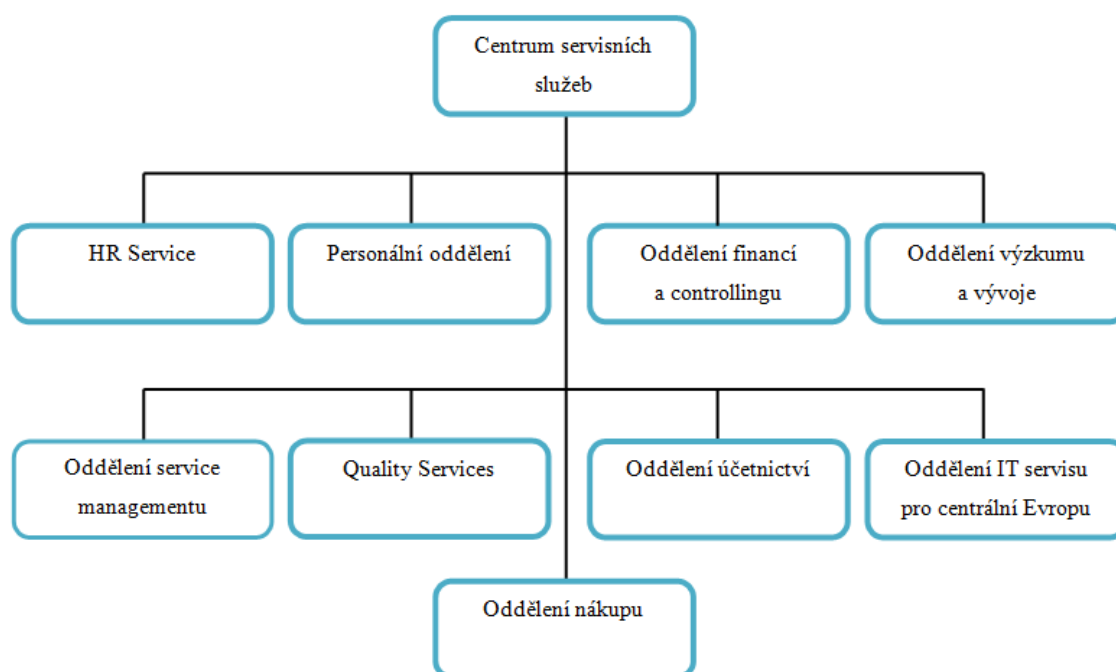 Centrum servisních
služeb
HR Service
Personální oddělení
Oddělení financí
a controllingu
Oddělení výzkumu
a vývoje
Oddělení service
managementu
Quality Services
Oddělení účetnictví
Oddělení IT servisu
pro centrální Evropu
Oddělení nákupu